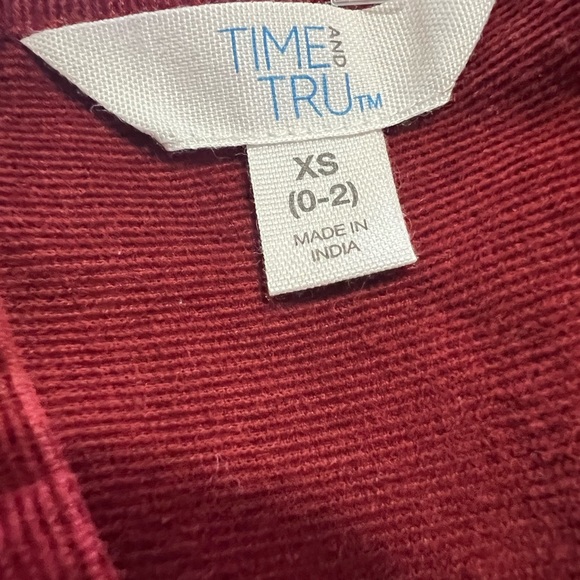 TIME AND
TRU™
XS
(0-2)
MADE IN
INDIA